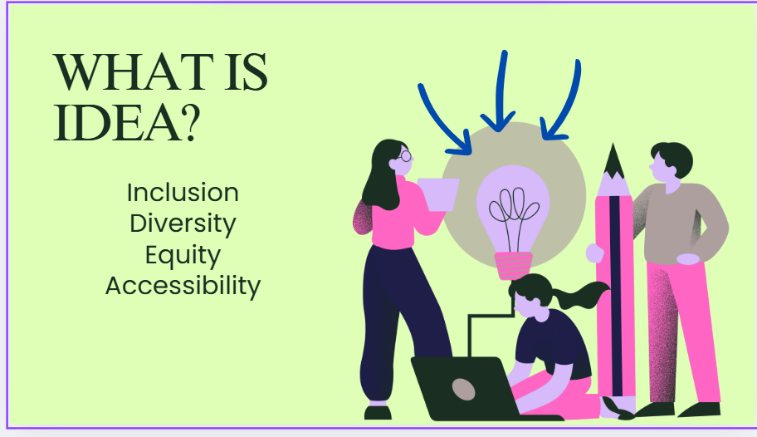 WHAT IS
IDEA?
Inclusion
Diversity
Equity
Accessibility